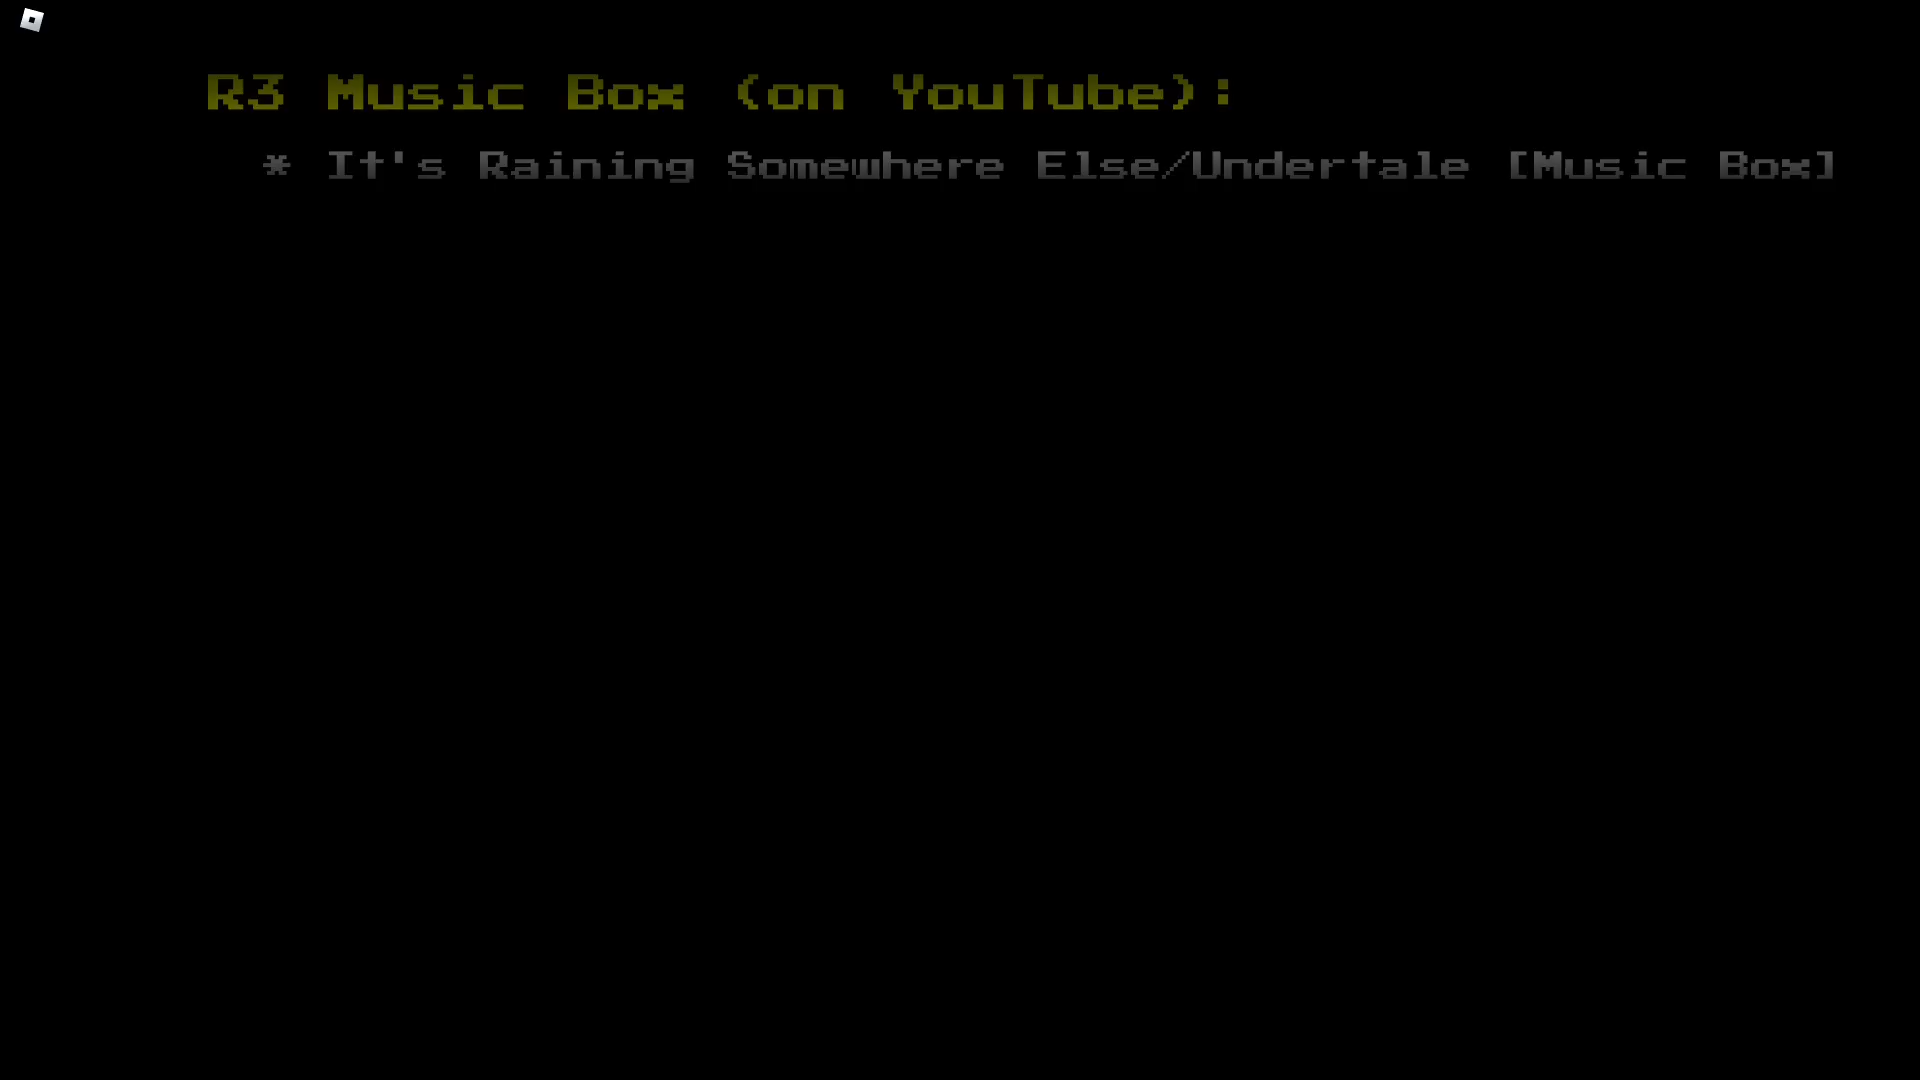 R3 Music Box (on YouTube):
* It's Raining Somewhere Else/Undertale [Music Box]